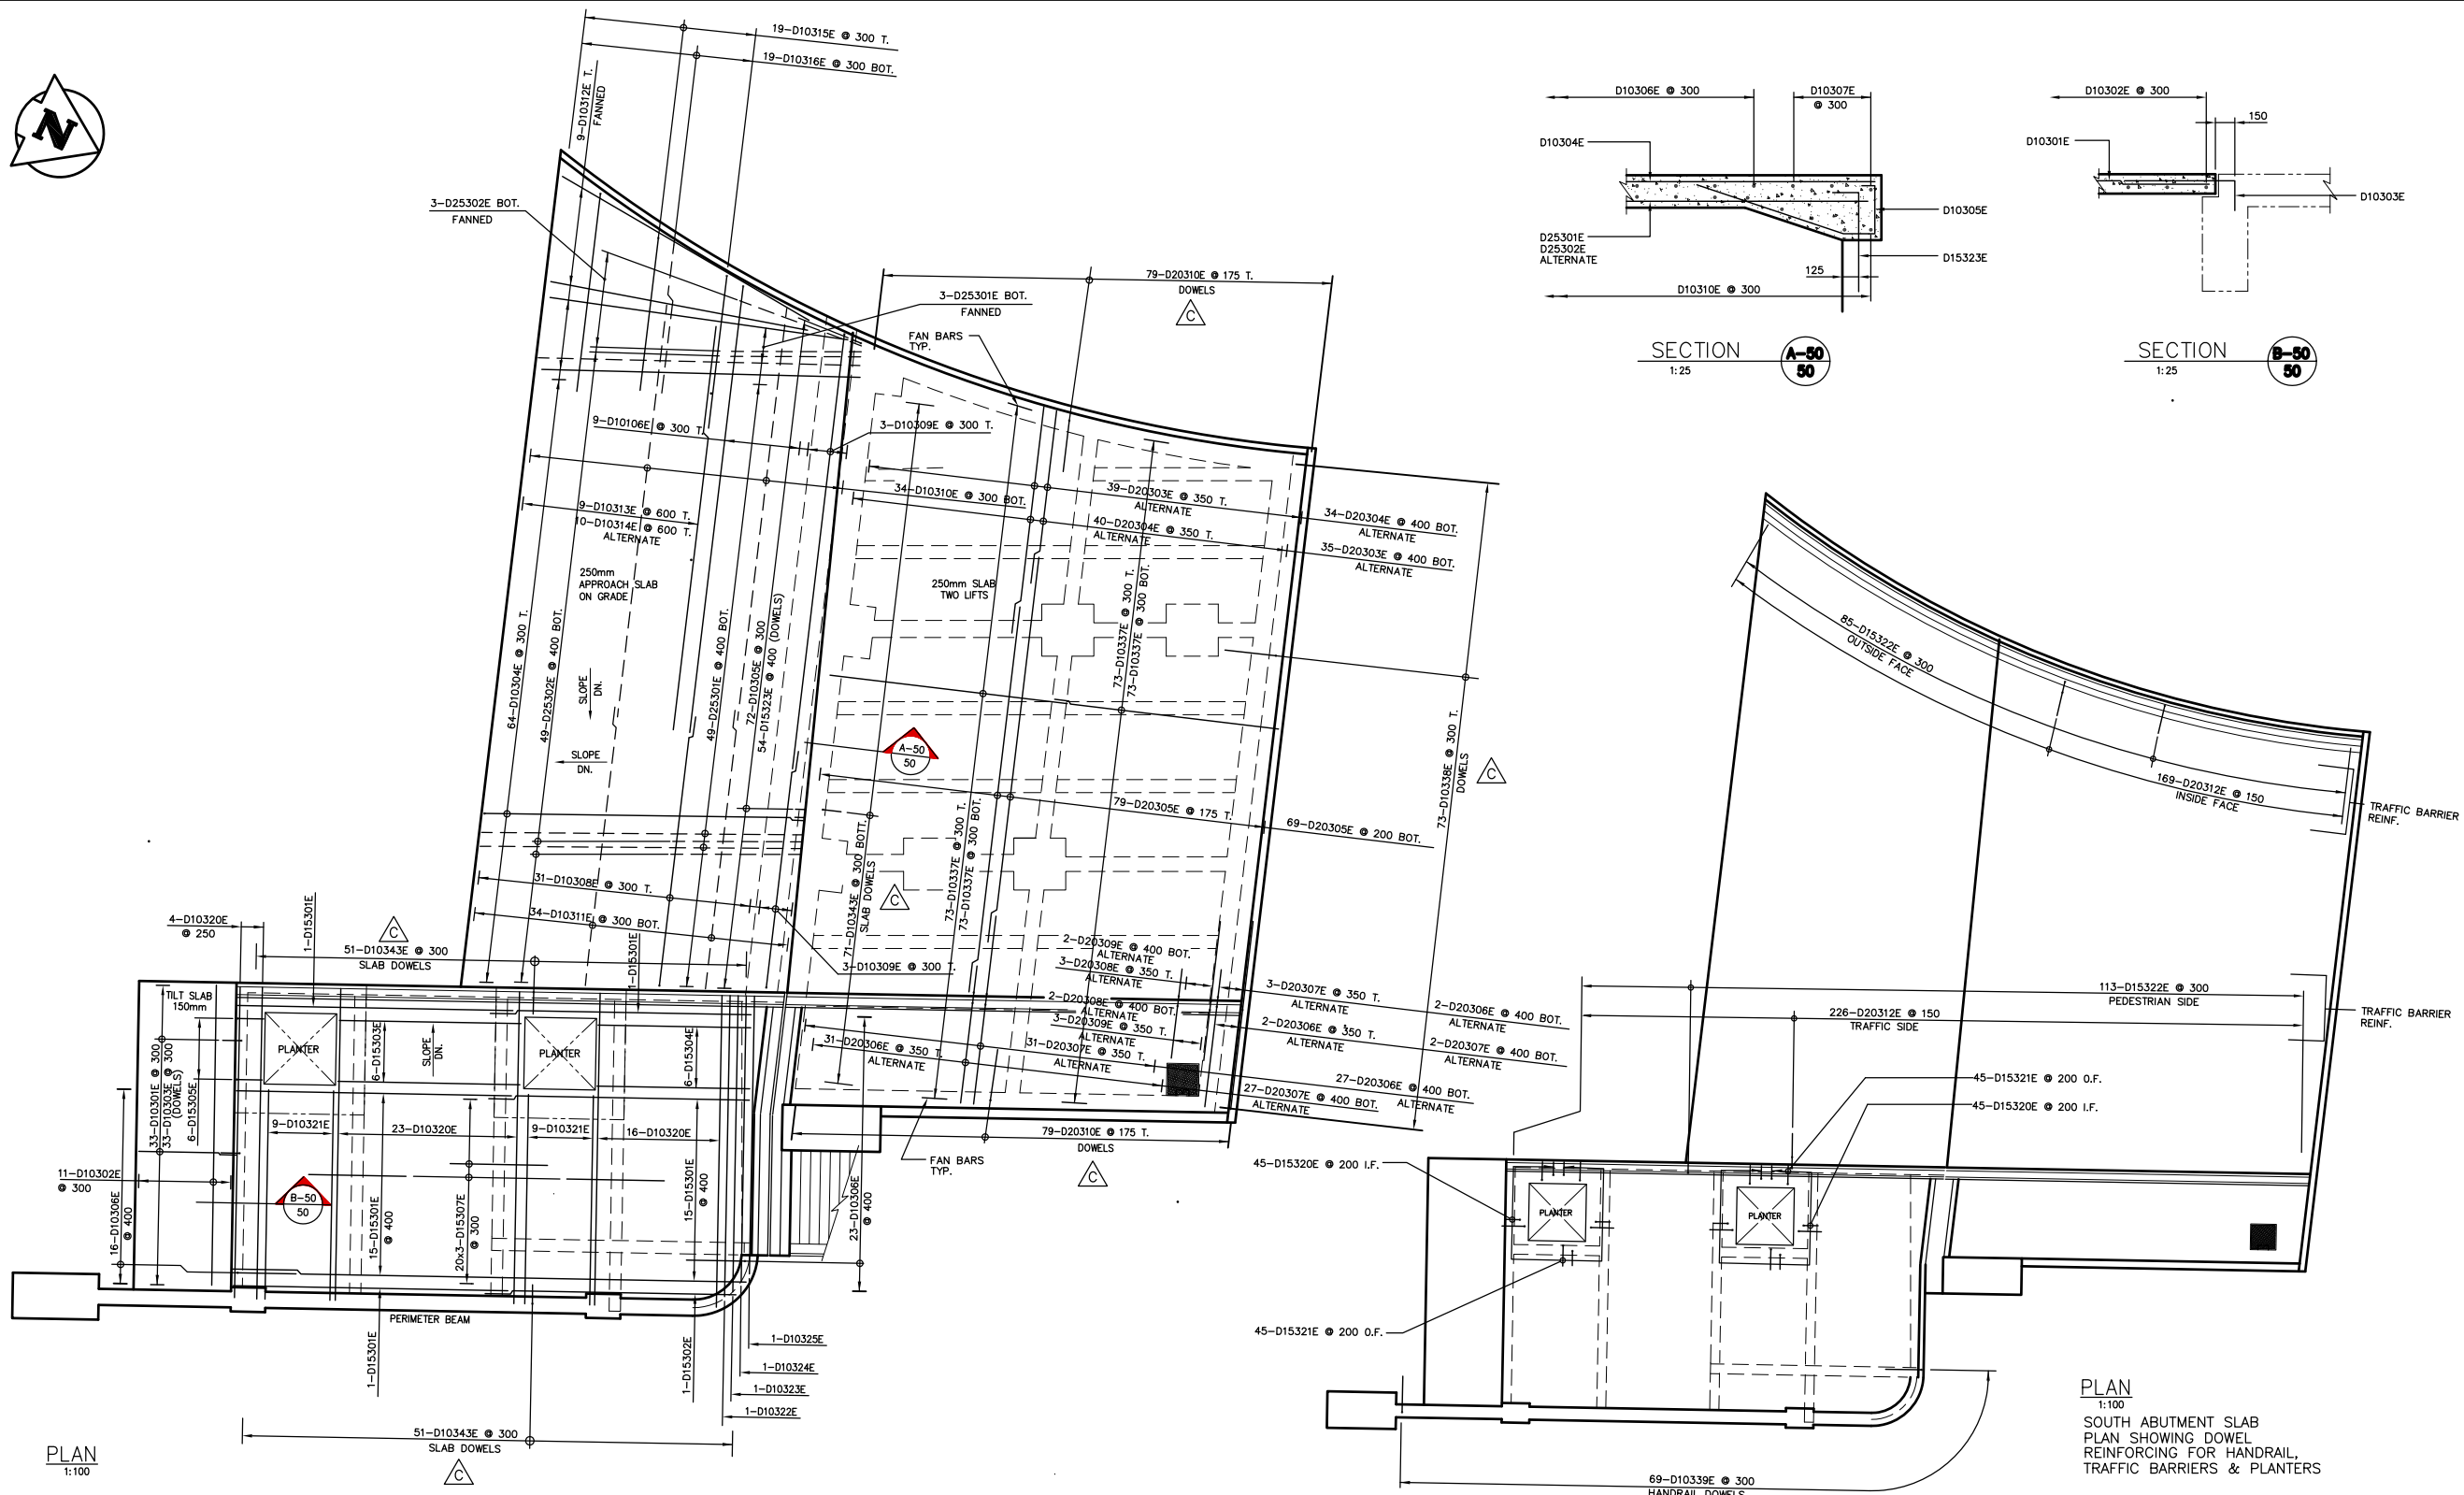 19-D10315E @ 300 T.
19-D10316E @ 300 BOT.
9-D10312E T.
FANNED
N
3-D25302E BOT.
FANNED
79-D20310E @ 175 T.
DOWELS
C
3-D25301E BOT.
FANNED
FAN BARS
TYP.
9-D10106E @ 300 T.
3-D10309E @ 300 T.
34-D10310E @ 300 BOT.
39-D20303E @ 350 T.
ALTERNATE
40-D20304E @ 350 T.
ALTERNATE
34-D20304E @ 400 BOT.
ALTERNATE
35-D20303E @ 400 BOT.
ALTERNATE
9-D10313E @ 600 T.
10-D10314E @ 600 T.
ALTERNATE
250mm
APPROACH SLAB
ON GRADE
250mm SLAB
TWO LIFTS
64-D10304E @ 300 T.
49-D25302E @ 400 BOT.
SLOPE
DN.
SLOPE
DN.
49-D25301E @ 400 BOT.
72-D10305E @ 300
54-D15323E @ 400 (DOWELS)
73-D10337E @ 300 T.
73-D10337E @ 300 BOT.
A-50
50
73-D10338E @ 300 T.
DOWELS
C
79-D20305E @ 175 T.
69-D20305E @ 200 BOT.
71-D10343E @ 300 BOTT.
SLAB DOWELS
C
73-D10337E @ 300 T.
73-D10337E @ 300 BOT.
31-D10308E @ 300 T.
34-D10311E @ 300 BOT.
3-D10309E @ 300 T.
4-D10320E
@ 250
1-D15301E
C
51-D10343E @ 300
SLAB DOWELS
1-D15301E
2-D20309E @ 400 BOT.
ALTERNATE
3-D20308E @ 350 T.
ALTERNATE
2-D20308E @ 400 BOT.
ALTERNATE
3-D20309E @ 350 T.
ALTERNATE
3-D20307E @ 350 T.
ALTERNATE
2-D20306E @ 400 BOT.
ALTERNATE
2-D20306E @ 350 T.
ALTERNATE
2-D20307E @ 400 BOT.
ALTERNATE
31-D20306E @ 350 T.
ALTERNATE
31-D20307E @ 350 T.
ALTERNATE
27-D20306E @ 400 BOT.
ALTERNATE
27-D20307E @ 400 BOT.
ALTERNATE
TILT SLAB
150mm
PLANTER
PLANTER
6-D15303E
SLOPE
DN.
6-D15304E
33-D10301E @ 300
33-D10303E @ 300
(DOWELS)
6-D15305E
9-D10321E
23-D10320E
9-D10321E
16-D10320E
11-D10302E
@ 300
16-D10306E
@ 400
B-50
50
15-D15301E
@ 400
20x3-D15307E
@ 300
15-D15301E
@ 400
23-D10306E
@ 400
79-D20310E @ 175 T.
DOWELS
C
FAN BARS
TYP.
PERIMETER BEAM
1-D15301E
1-D15302E
1-D10325E
1-D10324E
1-D10323E
1-D10322E
51-D10343E @ 300
SLAB DOWELS
C
PLAN
1:100
D10306E @ 300
D10307E
@ 300
D10304E
D10305E
D25301E
D25302E
ALTERNATE
D15323E
125
D10310E @ 300
SECTION
1:25
A-50
50
D10302E @ 300
150
D10301E
D10303E
SECTION
1:25
B-50
50
85-D15322E @ 300
OUTSIDE FACE
169-D20312E @ 150
INSIDE FACE
TRAFFIC BARRIER
REINF.
113-D15322E @ 300
PEDESTRIAN SIDE
226-D20312E @ 150
TRAFFIC SIDE
TRAFFIC BARRIER
REINF.
45-D15321E @ 200 O.F.
45-D15320E @ 200 I.F.
45-D15320E @ 200 I.F.
PLANTER
PLANTER
45-D15321E @ 200 O.F.
69-D10339E @ 300
HANDRAIL DOWELS
PLAN
1:100
SOUTH ABUTMENT SLAB
PLAN SHOWING DOWEL
REINFORCING FOR HANDRAIL,
TRAFFIC BARRIERS & PLANTERS